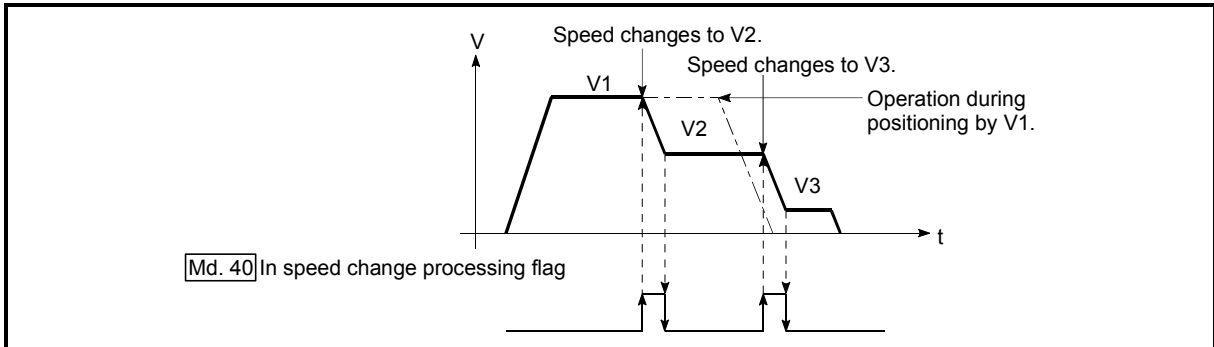 V
Speed changes to V2.
Speed changes to V3.
V1
Operation during
positioning by V1.
V2
V3
t
Md. 40 In speed change processing flag